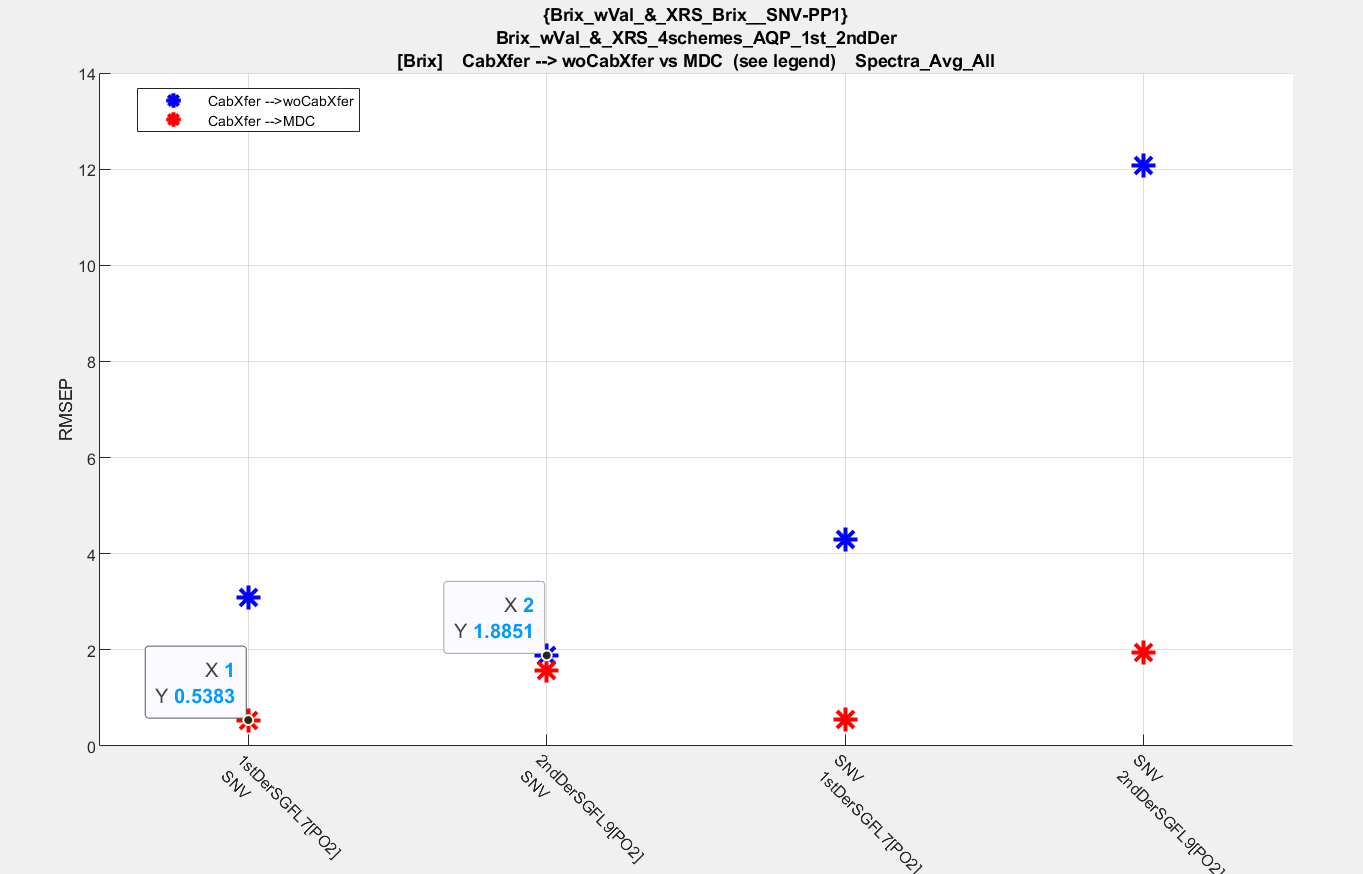 {Brix_wVal_&_XRS_Brix__SNV-PP1}
Brix_wVal_&_XRS_4schemes_AQP_1st_2ndDer
[Brix] CabXfer --> woCabXfer vs MDC (see legend) Spectra_Avg_All
CabXfer -->woCabXfer
CabXfer -->MDC
RMSEP
14
12
10
8
6
4
2
0
X 1
Y 0.5383
X 2
Y 1.8851
1stDerSGFL7[PO2]
SNV
2ndDerSGFL9[PO2]
SNV
SNV
1stDerSGFL7[PO2]
SNV
2ndDerSGFL9[PO2]